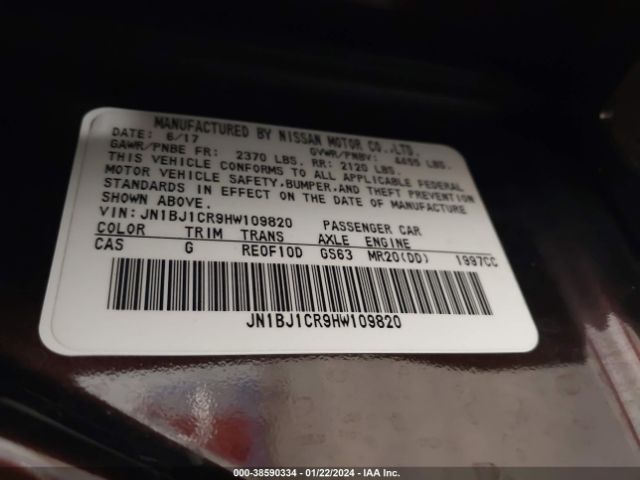 MANUFACTURED BY NISSAN MOTOR CO.,LTD.
DATE: 6/17
GAWR/PNBE FR: 2370 LBS. RR: 2120 LBS. GVWR/PNBV: 4455 LBS.
THIS VEHICLE CONFORMS TO ALL APPLICABLE FEDERAL
MOTOR VEHICLE SAFETY,BUMPER,AND THEFT PREVENTION
STANDARDS IN EFFECT ON THE DATE OF MANUFACTURE
SHOWN ABOVE.
VIN: JN1BJ1CR9HW109820 PASSENGER CAR
COLOR TRIM TRANS AXLE ENGINE
CAS G RE0F10D GS63 MR20(DD) 1997CC
JN1BJ1CR9HW109820
000-38590334 - 01/22/2024 - IAA Inc.